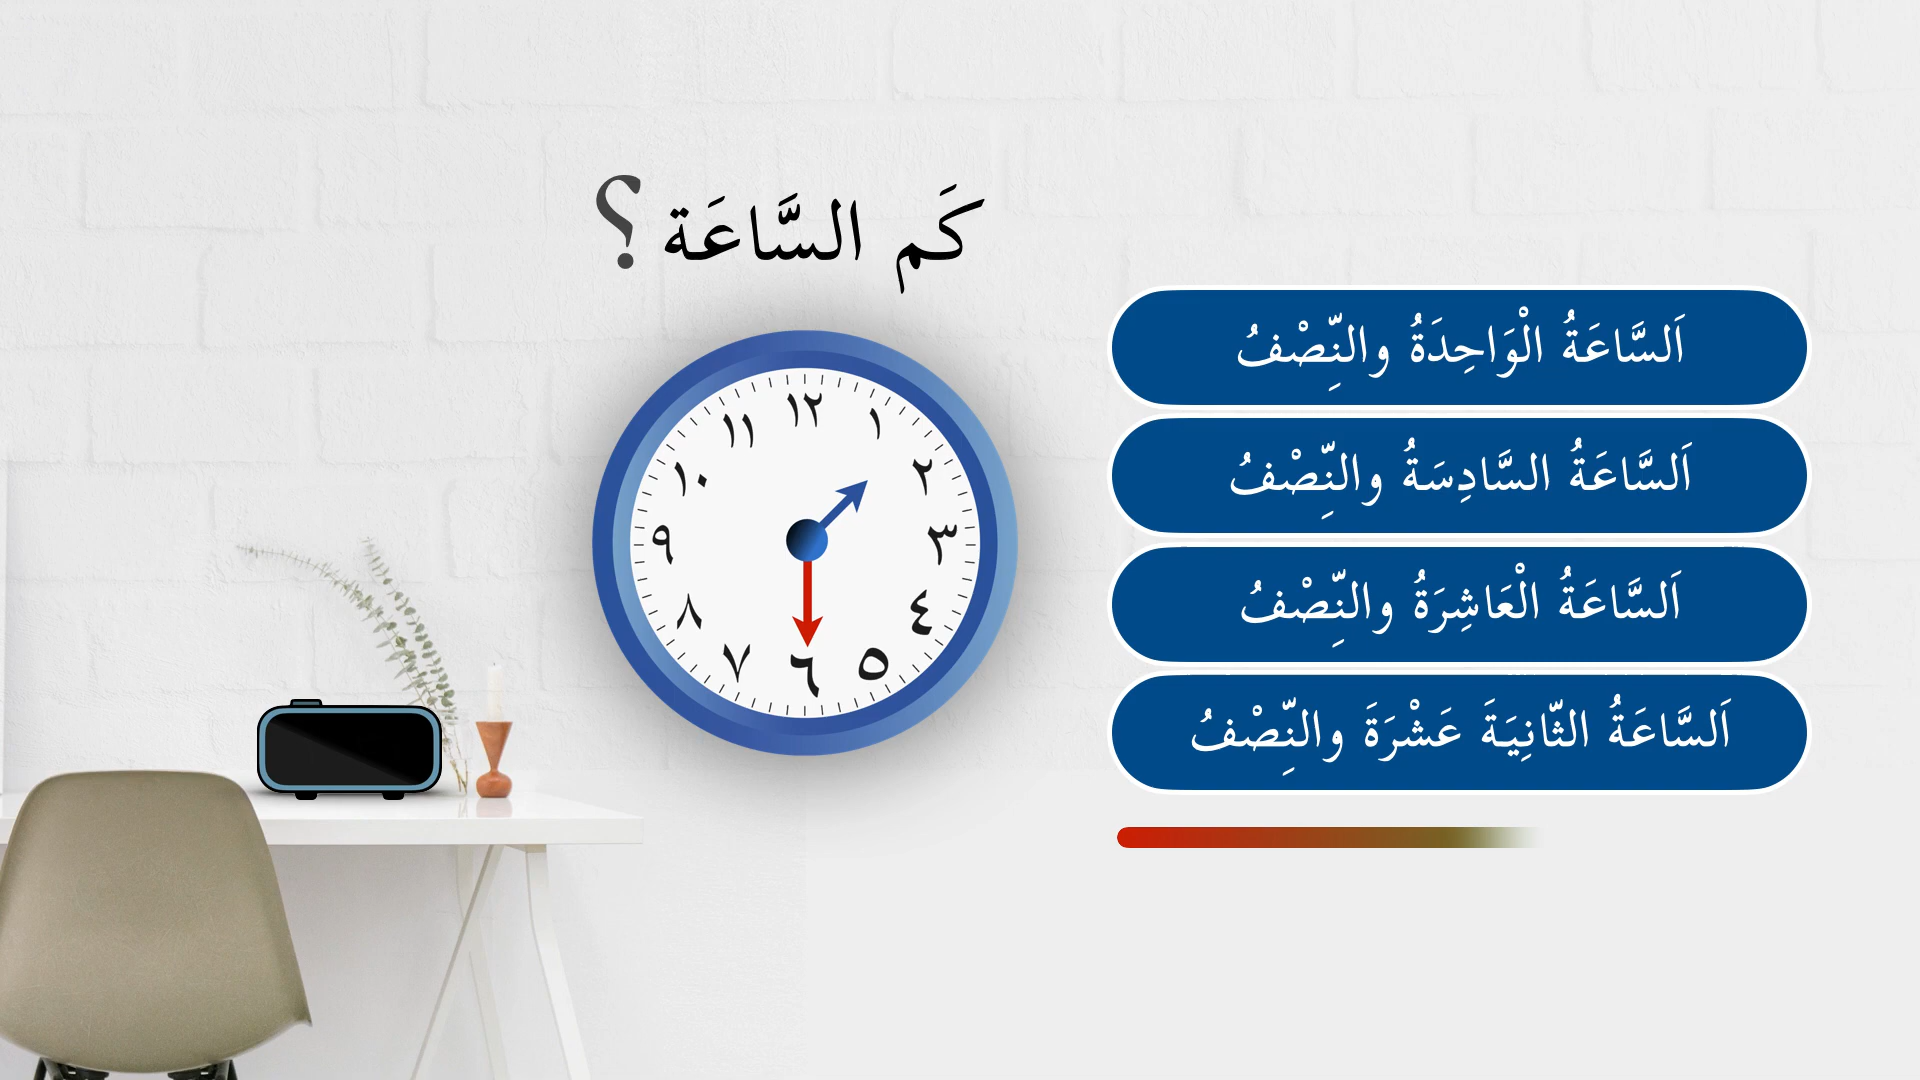 كَم السَّاعَة ؟
١٢
١
٢
٣
٤
٥
٦
٧
٨
٩
١٠
١١
اَلسَّاعَةُ الْوَاحِدَةُ والنِّصْفُ
اَلسَّاعَةُ السَّادِسَةُ والنِّصْفُ
اَلسَّاعَةُ الْعَاشِرَةُ والنِّصْفُ
اَلسَّاعَةُ الثَّانِيَةَ عَشْرَةَ والنِّصْفُ